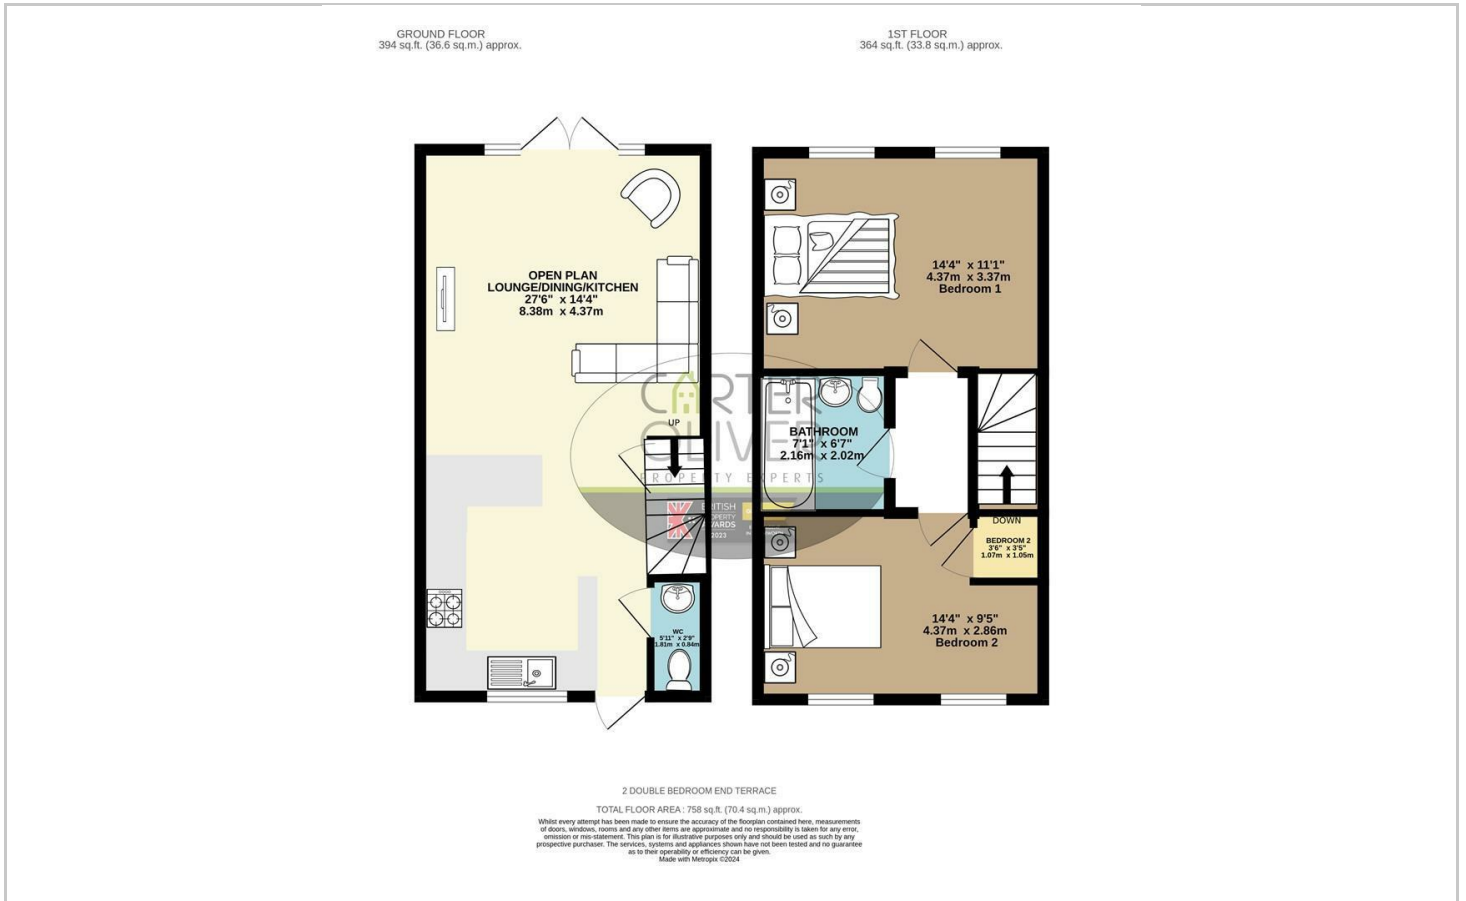 GROUND FLOOR
394 sq.ft. (36.6 sq.m.) approx.
1ST FLOOR
364 sq.ft. (33.8 sq.m.) approx.
OPEN PLAN
LOUNGE/DINING/KITCHEN
27'6" x 14'4"
8.38m x 4.37m
UP
WC
5'11" x 2'9"
1.81m x 0.84m
14'4" x 11'1"
4.37m x 3.37m
Bedroom 1
BATHROOM
7'1" x 6'7"
2.16m x 2.02m
DOWN
BEDROOM 2
3'6" x 3'5"
1.07m x 1.05m
14'4" x 9'5"
4.37m x 2.86m
Bedroom 2
CARTER
OLIVER
PROPERTY EXPERTS
BRITISH
PROPERTY
AWARDS
2023
2 DOUBLE BEDROOM END TERRACE
TOTAL FLOOR AREA : 758 sq.ft. (70.4 sq.m.) approx.
Whilst every attempt has been made to ensure the accuracy of the floorplan contained here, measurements
of doors, windows, rooms and any other items are approximate and no responsibility is taken for any error,
omission or mis-statement. This plan is for illustrative purposes only and should be used as such by any
prospective purchaser. The services, systems and appliances shown have not been tested and no guarantee
as to their operability or efficiency can be given.
Made with Metropix ©2024